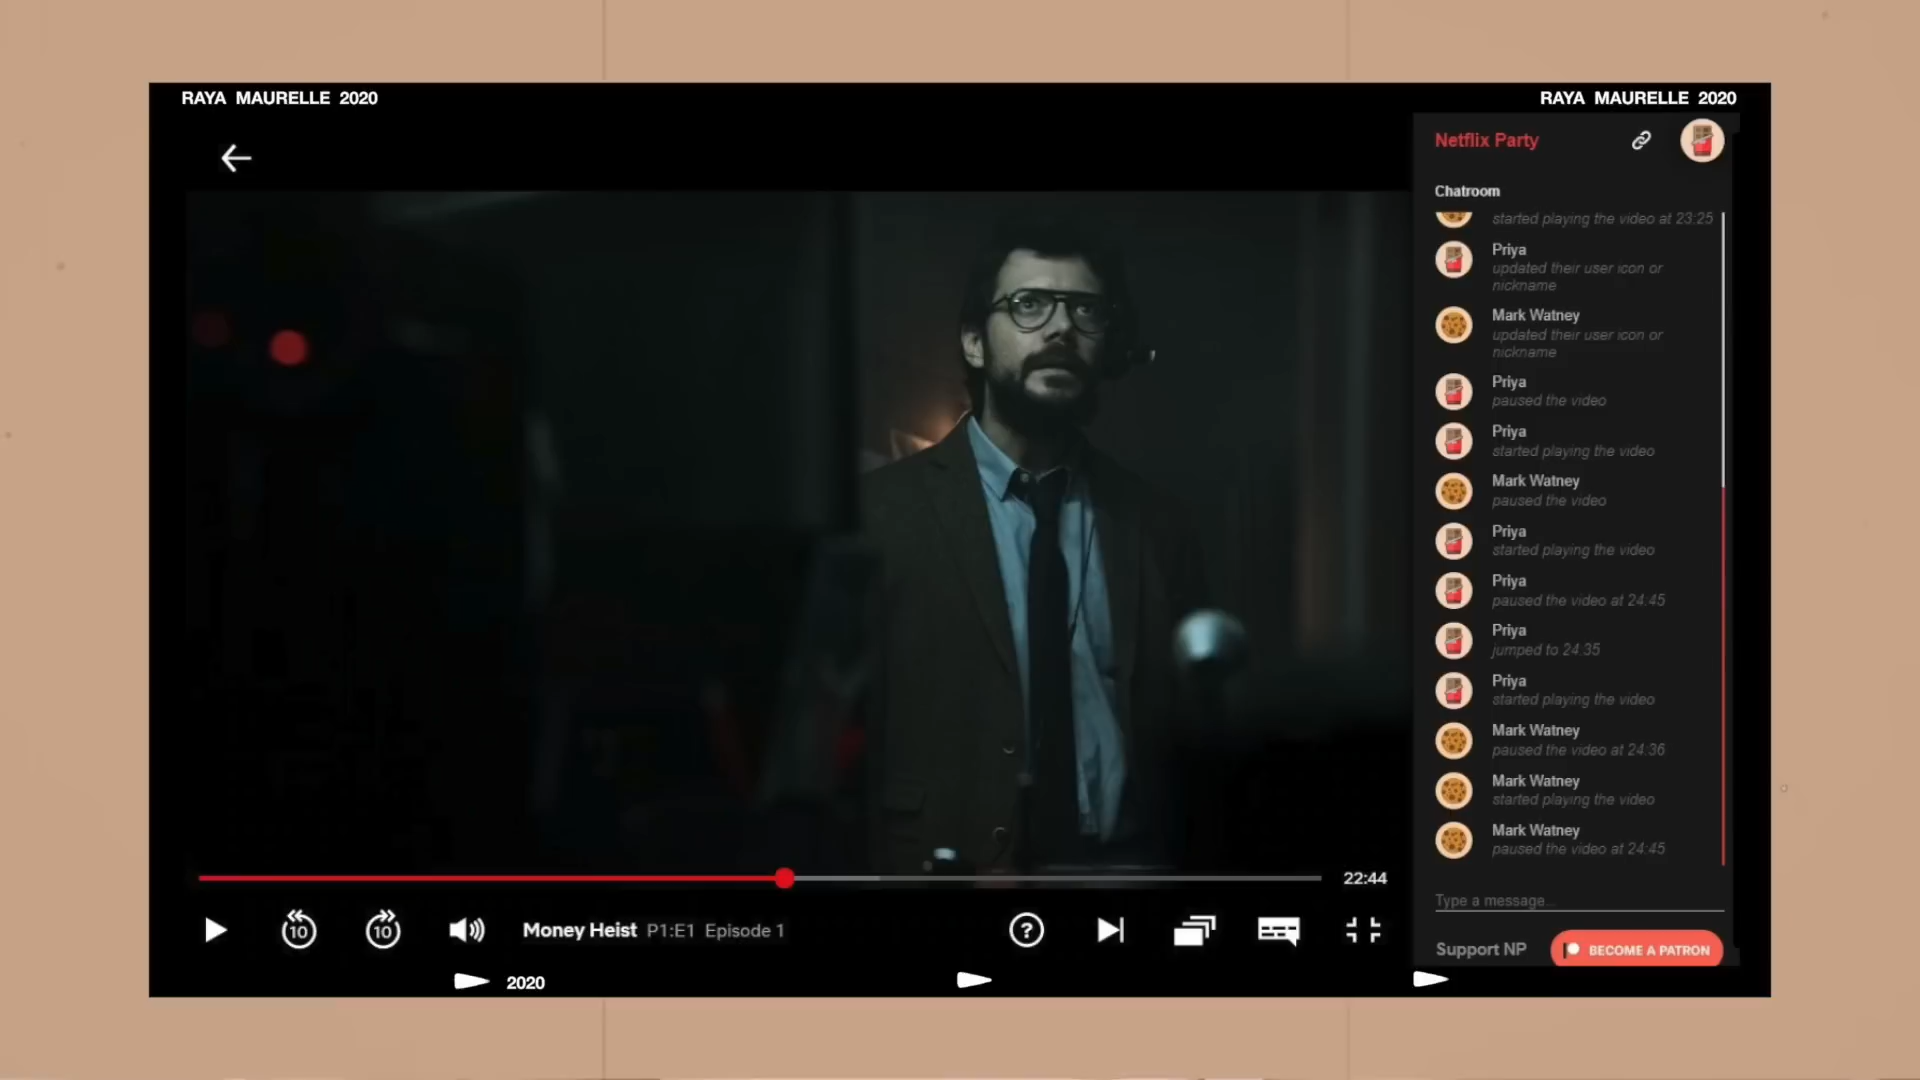 RAYA MAURELLE 2020
RAYA MAURELLE 2020
Netflix Party
Chatroom
started playing the video at 23:25
Priya
updated their user icon or
nickname
Mark Watney
updated their user icon or
nickname
Priya
paused the video
Priya
started playing the video
Mark Watney
paused the video
Priya
started playing the video
Priya
paused the video at 24:45
Priya
jumped to 24:35
Priya
started playing the video
Mark Watney
paused the video at 24:36
Mark Watney
started playing the video
Mark Watney
paused the video at 24:45
22:44
Type a message...
10
10
Money Heist P1:E1 Episode 1
?
Support NP
BECOME A PATRON
2020